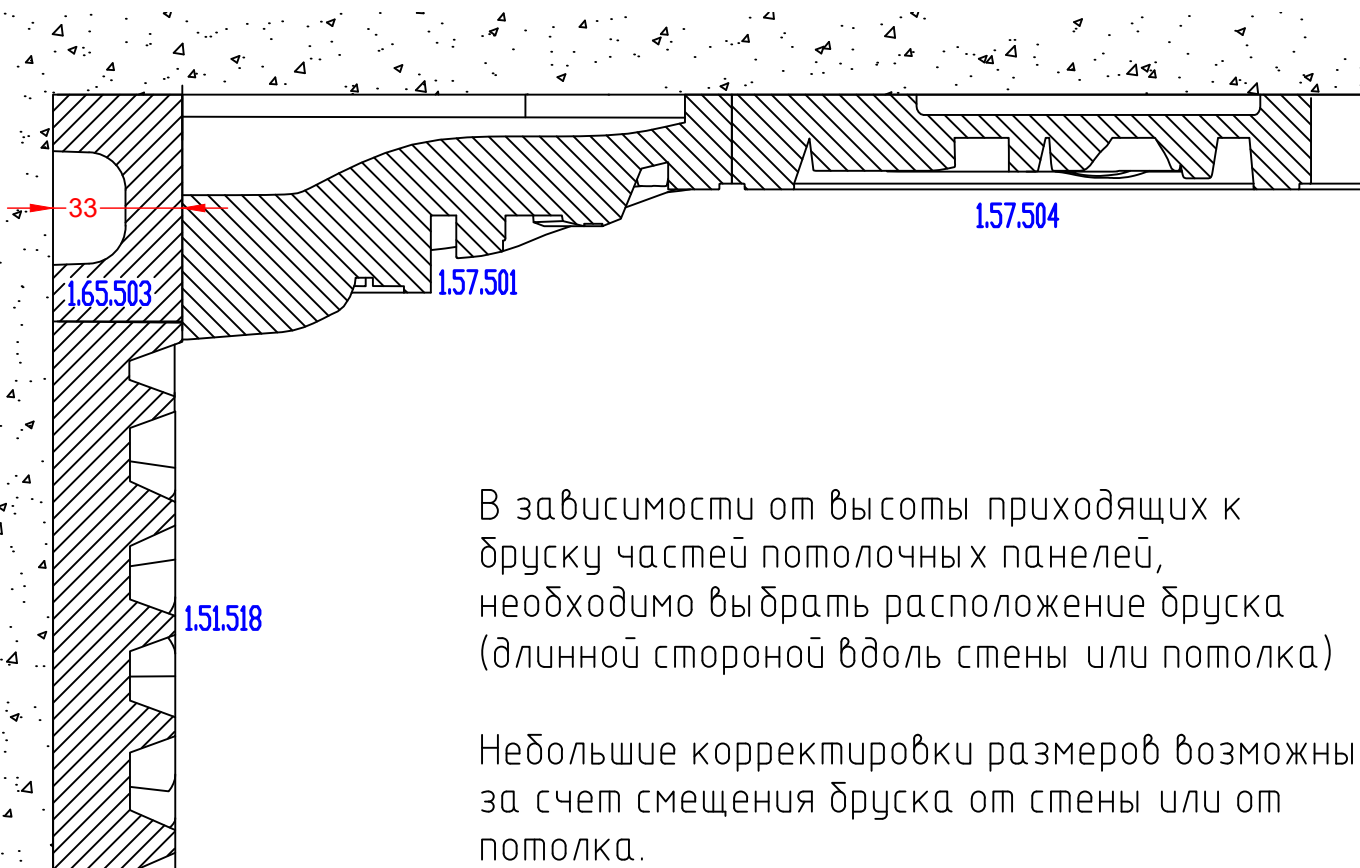 33
1.57.504
1.57.501
1.65.503
1.51.518
В зависимости от высоты приходящих к
бруску частей потолочных панелей,
необходимо выбрать расположение бруска
(длинной стороной вдоль стены или потолка)
Небольшие корректировки размеров возможны
за счет смещения бруска от стены или от
потолка.